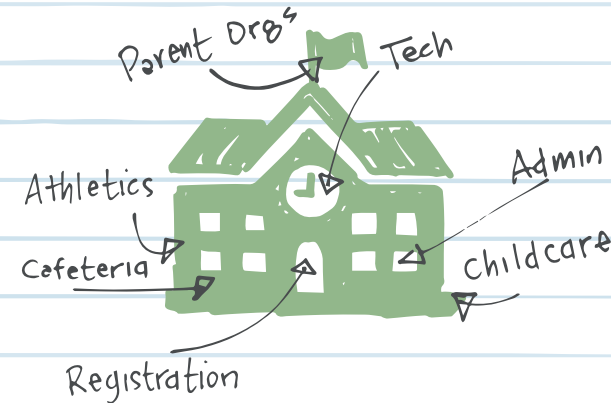 Parent Orgs
Tech
Admin
Athletics
Cafeteria
Childcare
Registration